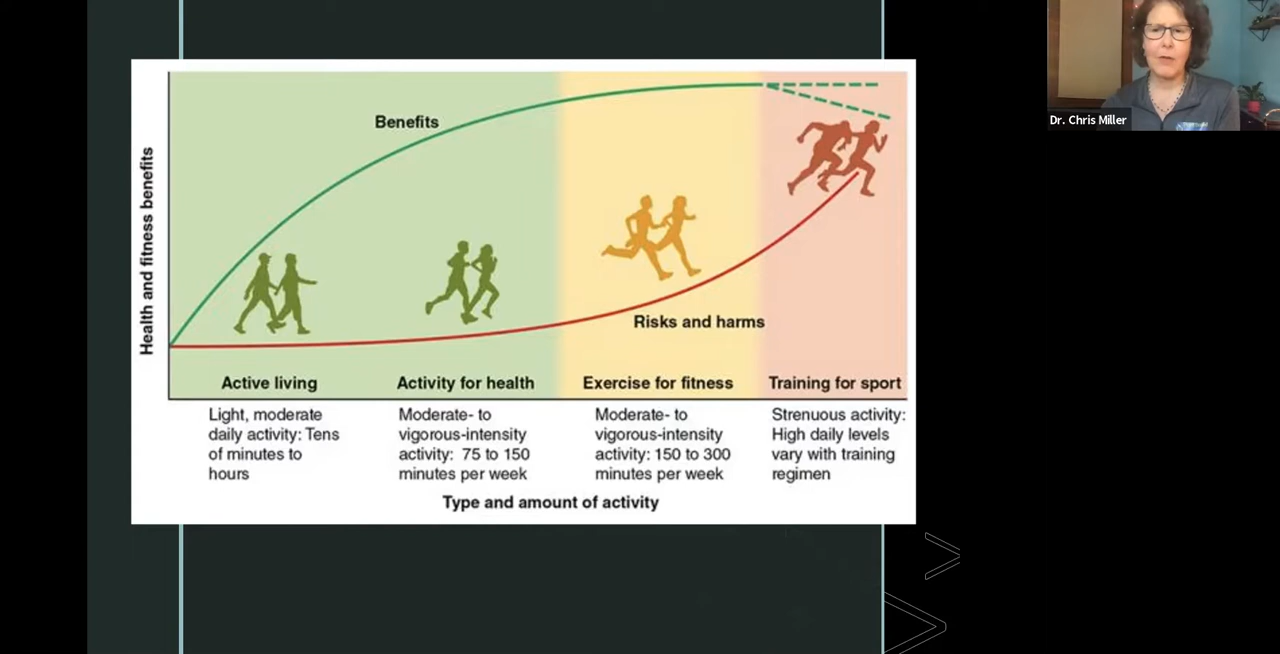 Dr. Chris Miller
Benefits
Health and fitness benefits
Risks and harms
Active living
Activity for health
Exercise for fitness
Training for sport
Light, moderate
daily activity: Tens
of minutes to
hours
Moderate- to
vigorous-intensity
activity: 75 to 150
minutes per week
Moderate- to
vigorous-intensity
activity: 150 to 300
minutes per week
Strenuous activity:
High daily levels
vary with training
regimen
Type and amount of activity